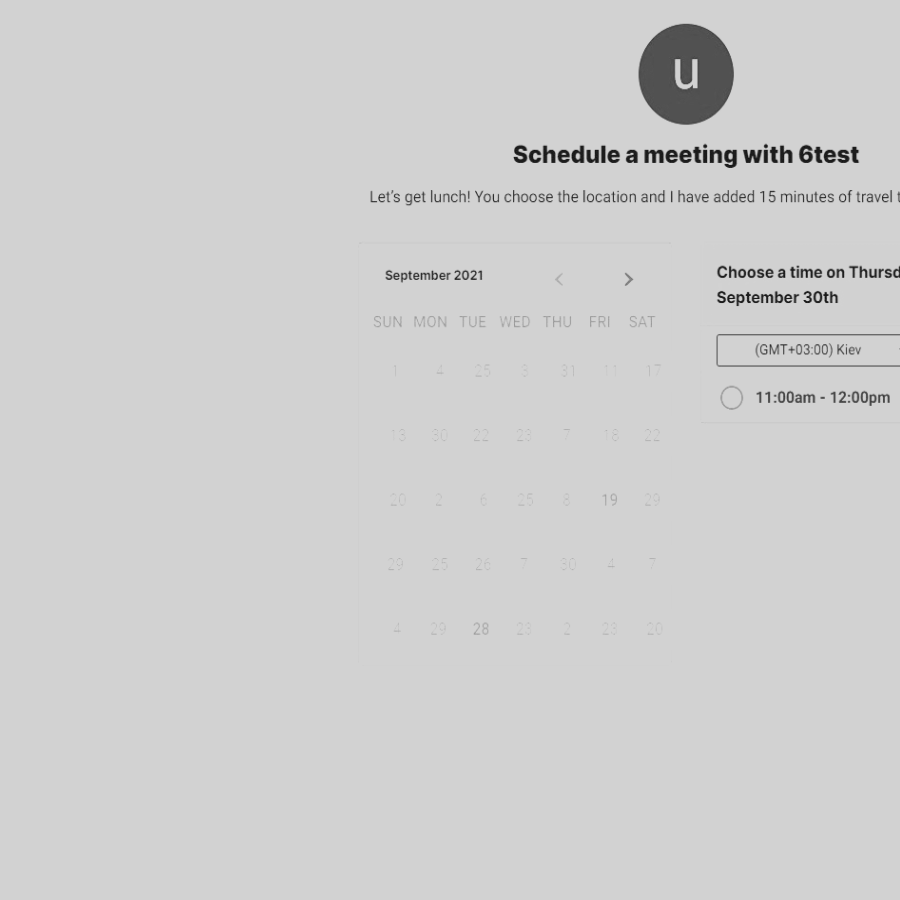 u
Schedule a meeting with 6test
Let's get lunch! You choose the location and I have added 15 minutes of travel
September 2021
SUN MON TUE WED THU FRI SAT
1 4 25 3 31 11 17
13 30 22 23 7 18 22
20 2 6 25 8 19 29
29 25 26 7 30 4 7
4 29 28 23 2 23 20
Choose a time on Thursd
September 30th
(GMT+03:00) Kiev
11:00am - 12:00pm